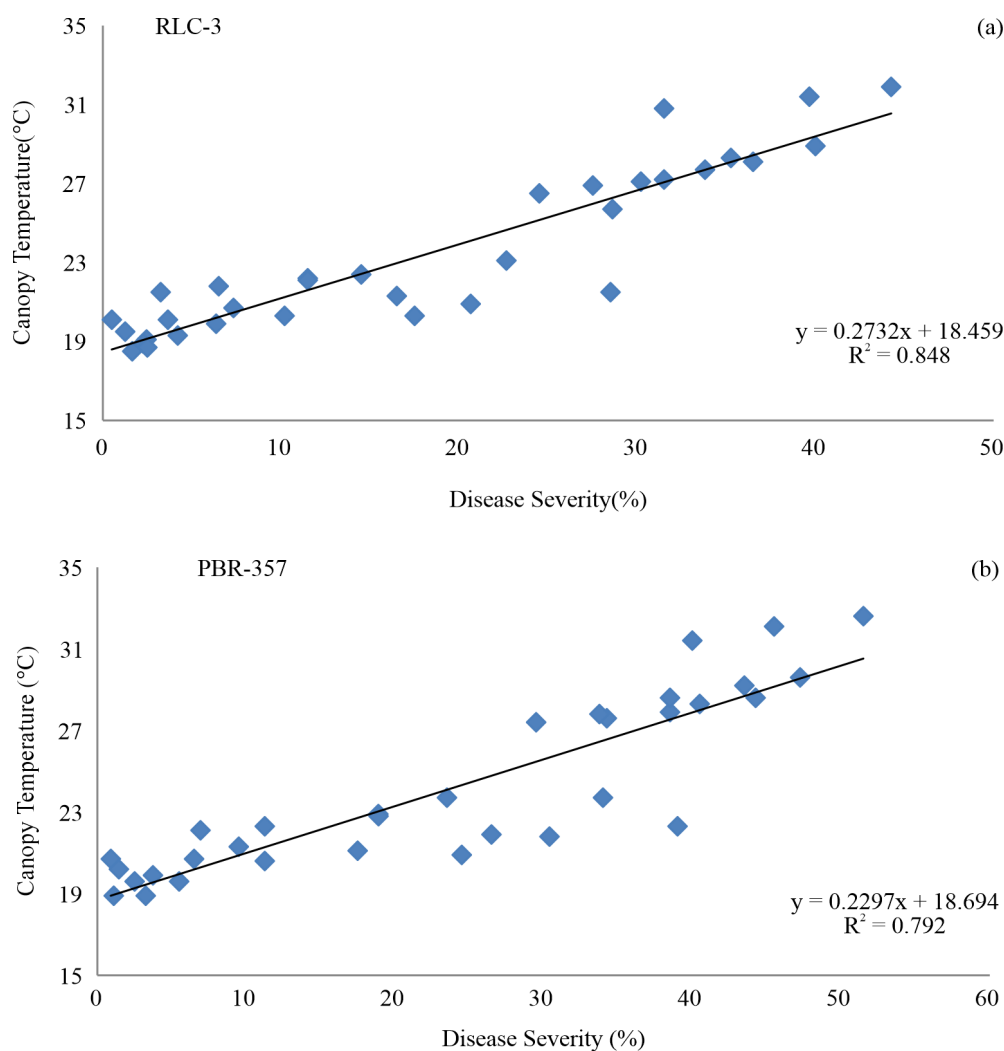 RLC-3
(a)
35
31
27
23
19
15
Canopy Temperature(°C)
y = 0.2732x + 18.459
R² = 0.848
0 10 20 30 40 50
Disease Severity(%)
PBR-357
(b)
35
31
27
23
19
15
Canopy Temperature (°C)
y = 0.2297x + 18.694
R² = 0.792
0 10 20 30 40 50 60
Disease Severity (%)